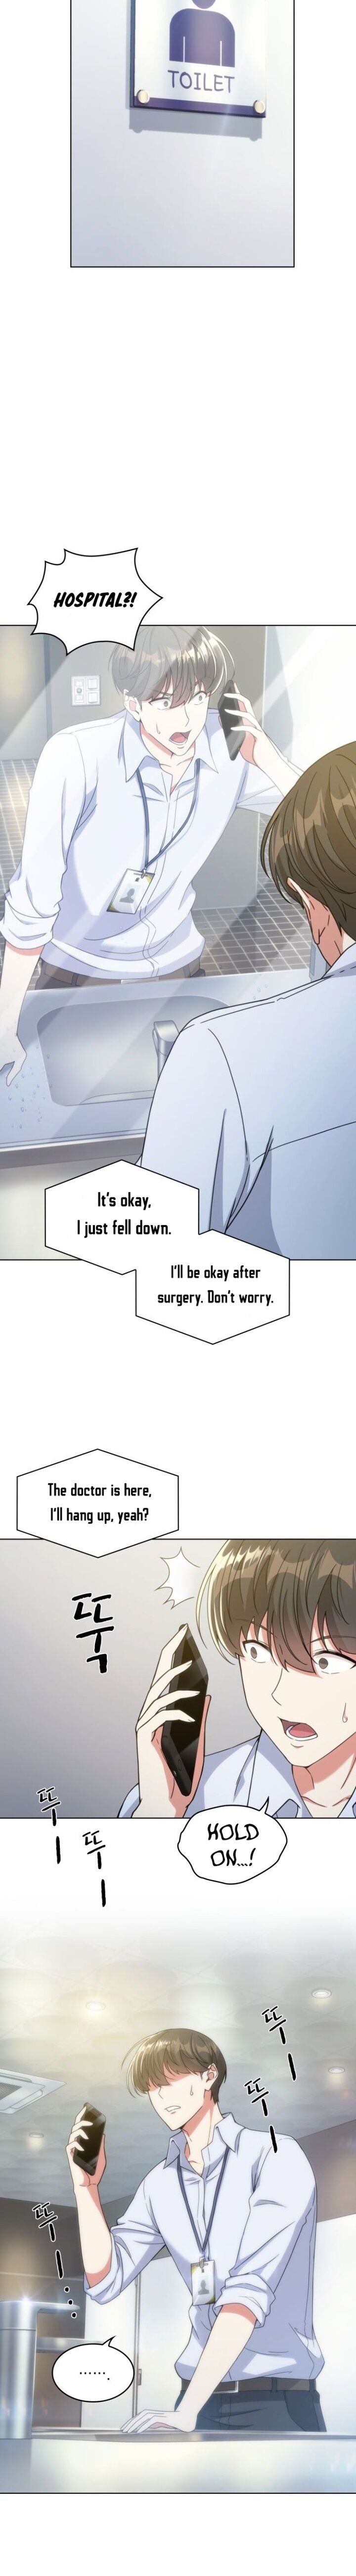 TOILET
HOSPITAL?!
It's okay,
I just fell down.
I'll be okay after
surgery. Don't worry.
The doctor is here,
I'll hang up, yeah?
뚝
HOLD
ON...!
뚜-
뚜-
뚜-
뚜-
뚜-...
.......